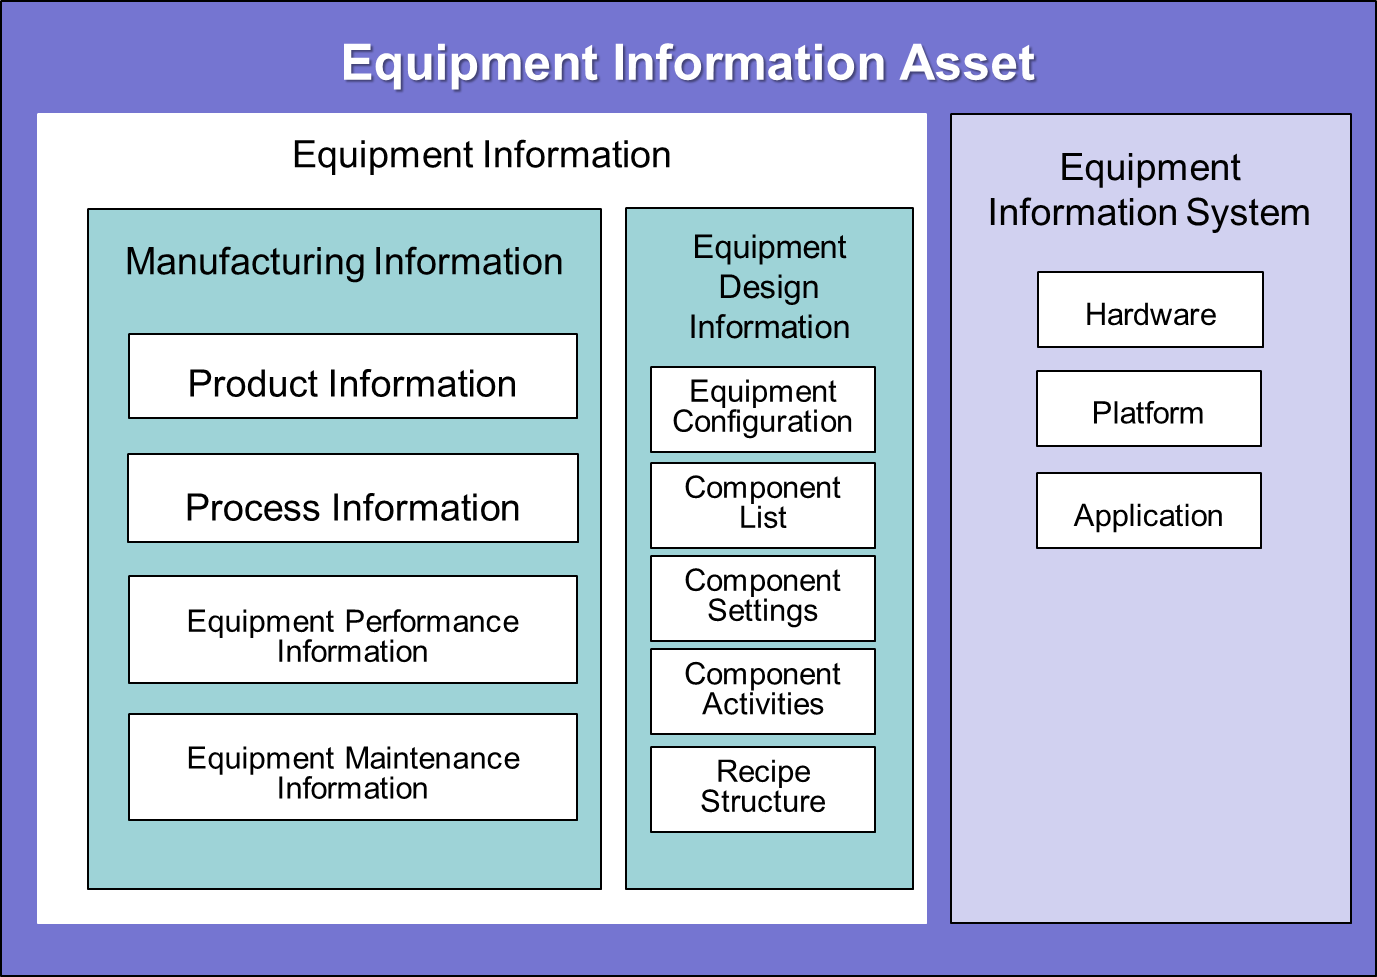 Equipment Information Asset
Equipment Information
Manufacturing Information
Product Information
Process Information
Equipment Performance
Information
Equipment Maintenance
Information
Equipment
Design
Information
Equipment
Configuration
Component
List
Component
Settings
Component
Activities
Recipe
Structure
Equipment
Information System
Hardware
Platform
Application